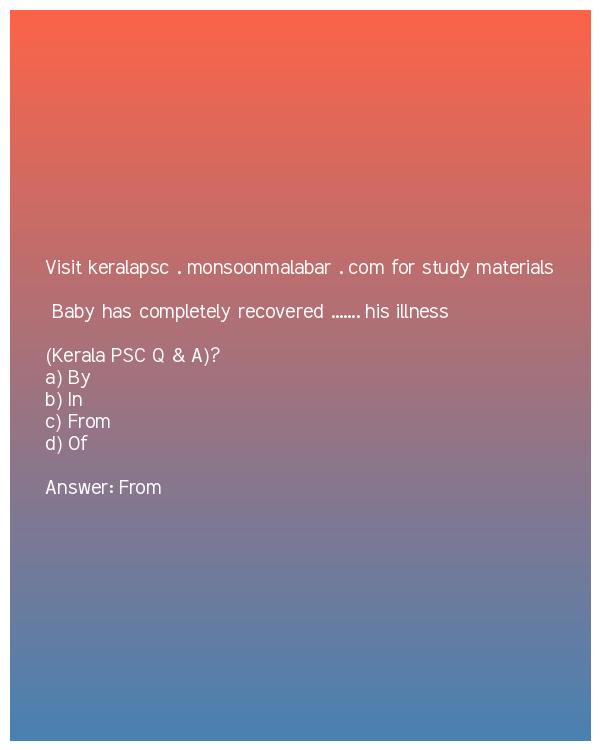 Visit keralapsc . monsoonmalabar . com for study materials
Baby has completely recovered ....... his illness
(Kerala PSC Q & A)?
a) By
b) In
c) From
d) Of
Answer: From